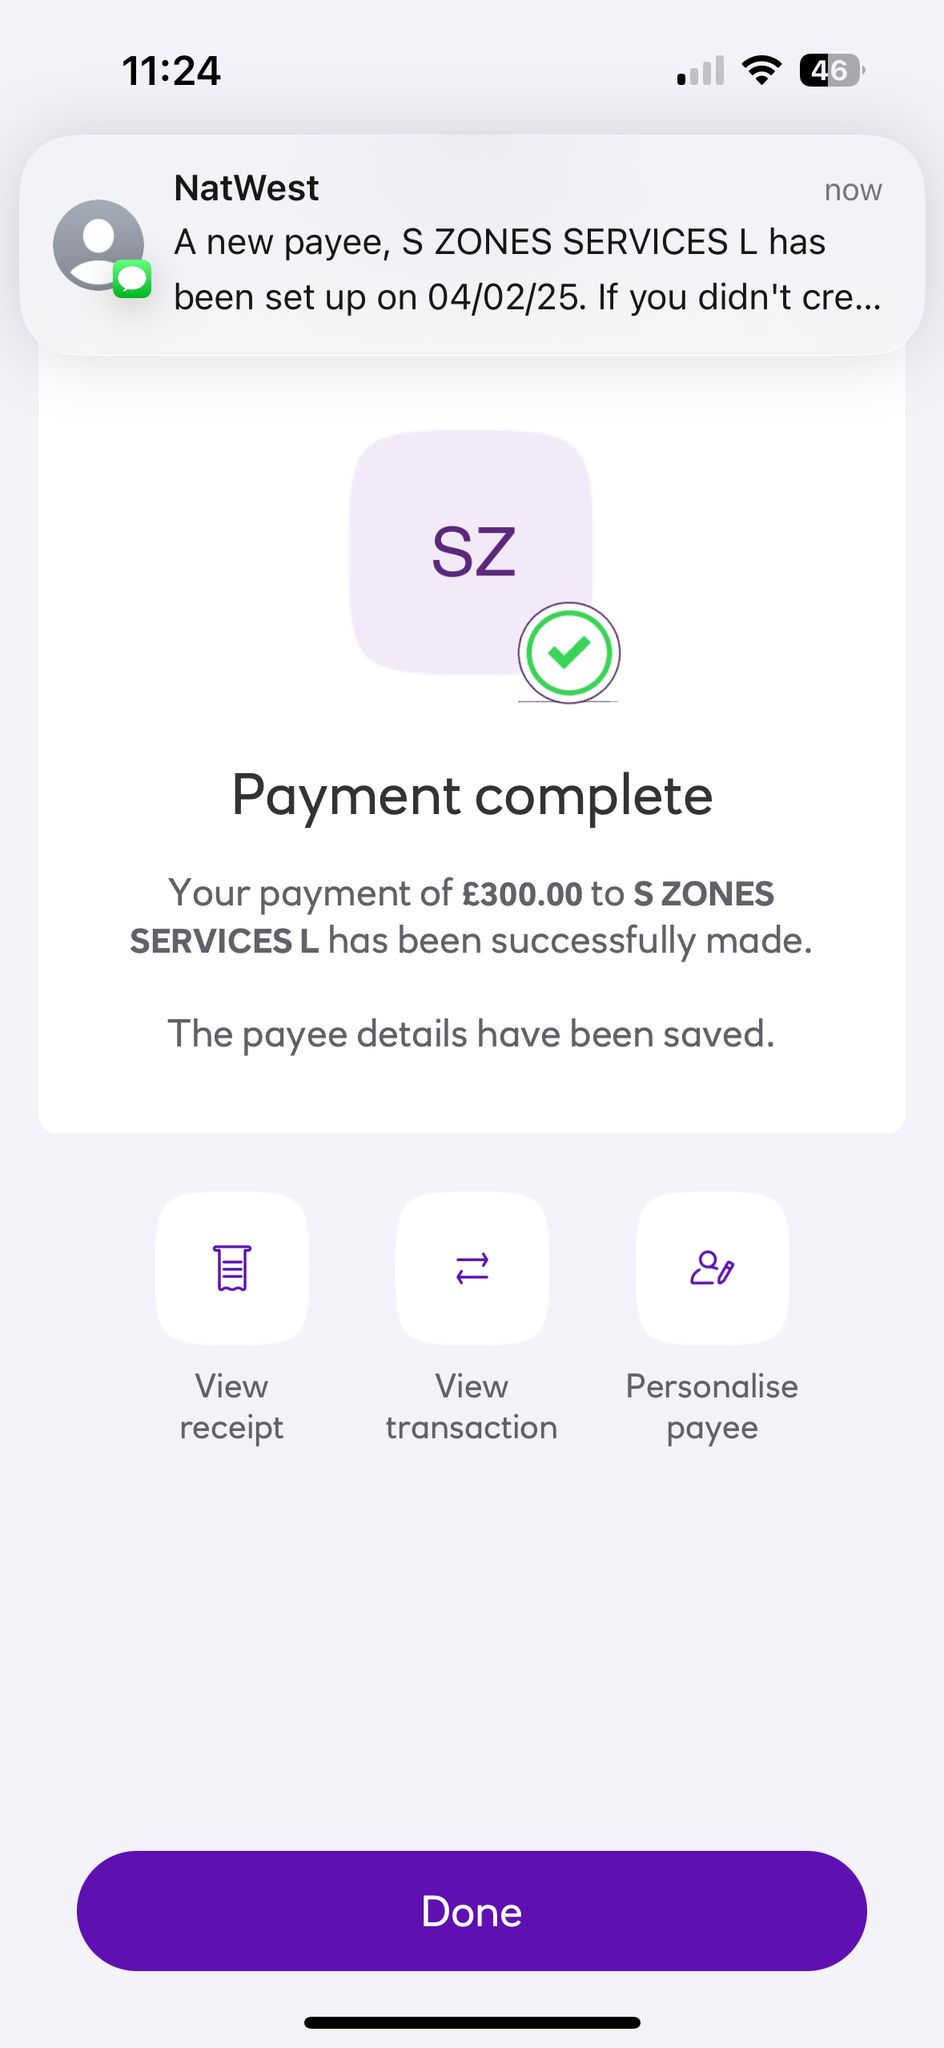 11:24
46
NatWest
now
A new payee, S ZONES SERVICES L has
been set up on 04/02/25. If you didn't cre...
SZ
Payment complete
Your payment of £300.00 to S ZONES
SERVICES L has been successfully made.
The payee details have been saved.
View
receipt
View
transaction
Personalise
payee
Done